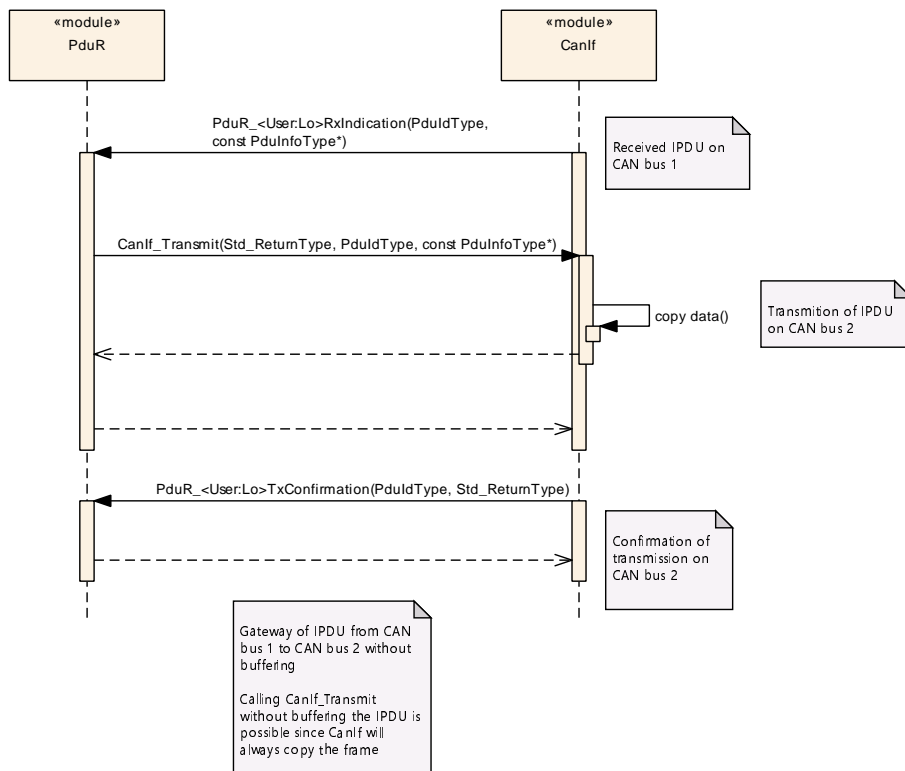 «module»
PduR
«module»
CanIf
PduR_<User:Lo>RxIndication(PduIdType,
const PduInfoType*)
Received IPDU on
CAN bus 1
CanIf_Transmit(Std_ReturnType, PduIdType, const PduInfoType*)
copy data()
Transmition of IPDU
on CAN bus 2
PduR_<User:Lo>TxConfirmation(PduIdType, Std_ReturnType)
Confirmation of
transmission on
CAN bus 2
Gateway of IPDU from CAN
bus 1 to CAN bus 2 without
buffering
Calling CanIf_Transmit
without buffering the IPDU is
possible since CanIf will
always copy the frame